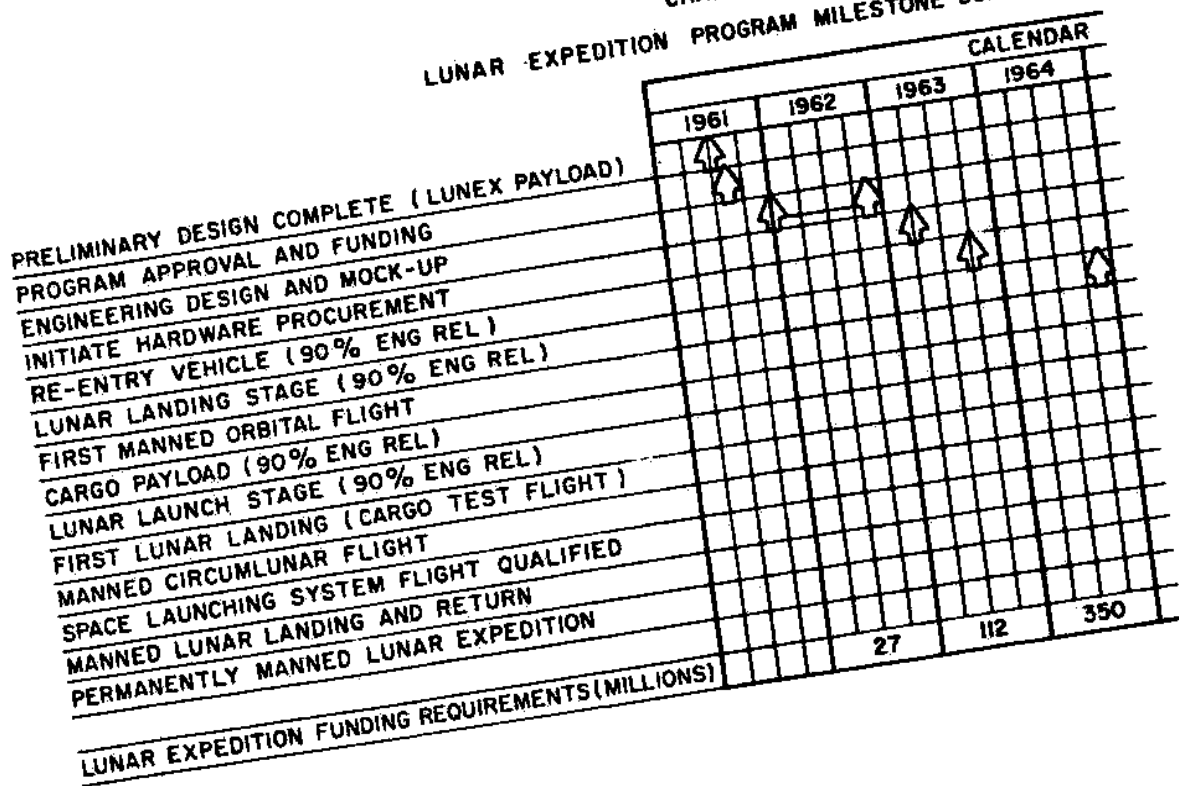 LUNAR EXPEDITION PROGRAM MILESTONE
CALENDAR
1961 1962 1963 1964
PRELIMINARY DESIGN COMPLETE (LUNEX PAYLOAD)
PROGRAM APPROVAL AND FUNDING
ENGINEERING DESIGN AND MOCK-UP
INITIATE HARDWARE PROCUREMENT
RE-ENTRY VEHICLE (90% ENG REL)
LUNAR LANDING STAGE (90% ENG REL)
FIRST MANNED ORBITAL FLIGHT
CARGO PAYLOAD (90% ENG REL)
LUNAR LAUNCH STAGE (90% ENG REL)
FIRST LUNAR LANDING (CARGO TEST FLIGHT)
MANNED CIRCUMLUNAR FLIGHT
SPACE LAUNCHING SYSTEM FLIGHT QUALIFIED
MANNED LUNAR LANDING AND RETURN
PERMANENTLY MANNED LUNAR EXPEDITION
LUNAR EXPEDITION FUNDING REQUIREMENTS (MILLIONS) 27 112 350